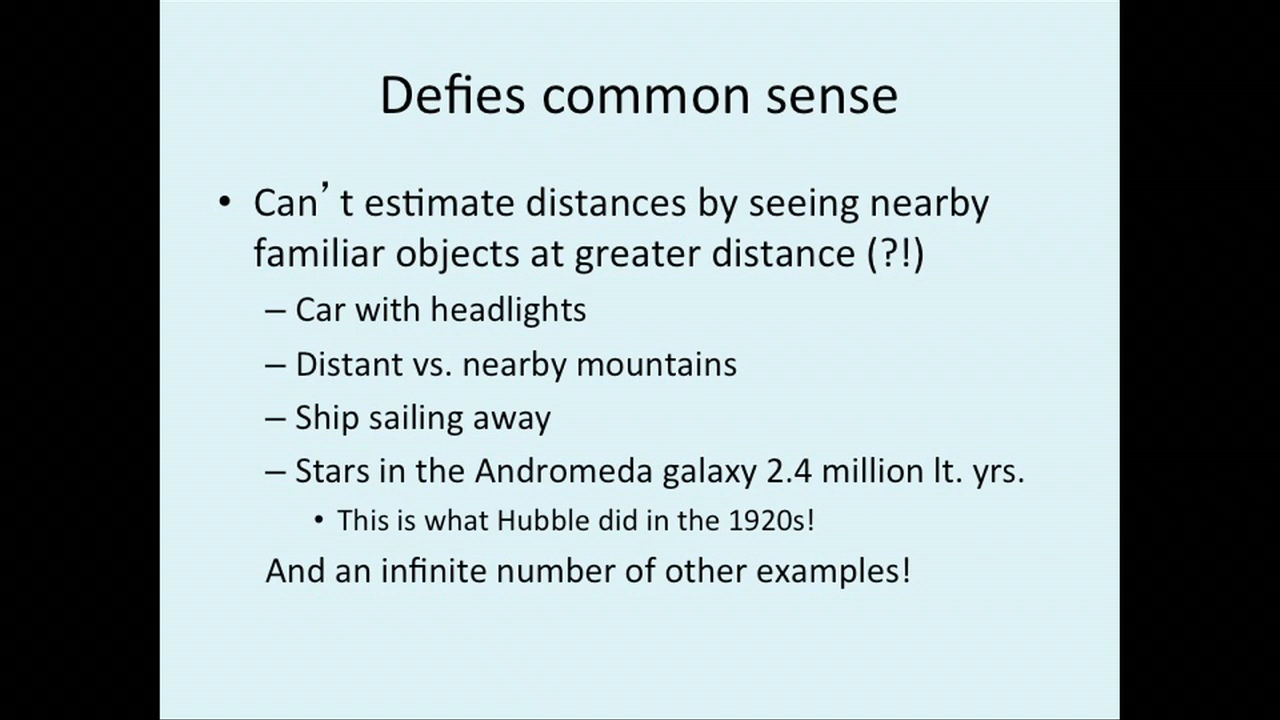 Defies common sense
• Can’t estimate distances by seeing nearby
familiar objects at greater distance (?!)
– Car with headlights
– Distant vs. nearby mountains
– Ship sailing away
– Stars in the Andromeda galaxy 2.4 million lt. yrs.
• This is what Hubble did in the 1920s!
And an infinite number of other examples!